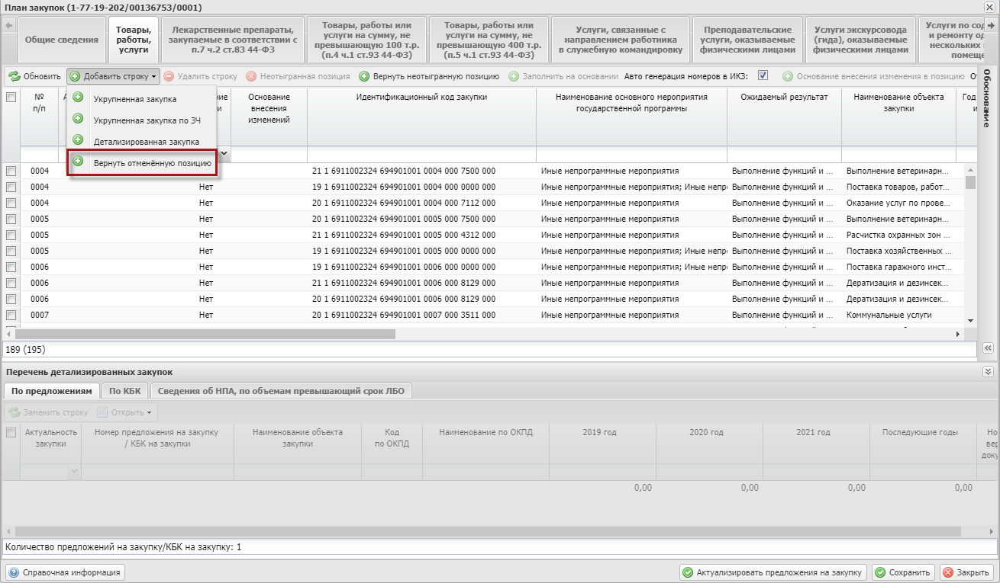 План закупок (1-77-19-202/00136753/0001)
Общие сведения
Товары,
работы,
услуги
Лекарственные препараты,
закупаемые в соответствии с
п.7 ч.2 ст.83 44-ФЗ
Товары, работы или
услуги на сумму, не
превышающую 100 т.р.
(п.4 ч.1 ст.93 44-ФЗ)
Товары, работы или
услуги на сумму, не
превышающую 400 т.р.
(п.5 ч.1 ст.93 44-ФЗ)
Услуги, связанные с
направлением работника
в служебную командировку
Преподавательские
услуги, оказываемые
физическими лицами
Услуги экскурсовода
(гида), оказываемые
физическими лицами
Услуги по сод
и ремонту од
нескольких
помеще
Обновить Добавить строку Удалить строку Неотыгранная позиция Вернуть неотыгранную позицию Заполнить на основании Авто генерация номеров в ИКЗ: Основание внесения изменения в позицию От
Укрупненная закупка
Укрупненная закупка по ЗЧ
Детализированная закупка
Вернуть отменённую позицию
Обоснование
№
п/п
А
ние
и
Основание
внесения
изменений
Идентификационный код закупки
Наименование основного мероприятия
государственной программы
Ожидаемый результат
Наименование объекта
закупки
Год
и
0004 21 1 6911002324 694901001 0004 000 7500 000 Иные непрограммные мероприятия Выполнение функций и ... Выполнение ветеринарн...
0004 Нет 19 1 6911002324 694901001 0004 000 0000 000 Иные непрограммные мероприятия; Иные непр Выполнение функций и ... Поставка товаров, работ...
0004 Нет 20 1 6911002324 694901001 0004 000 7112 000 Иные непрограммные мероприятия Выполнение функций и ... Оказание услуг по прове...
0005 Нет 20 1 6911002324 694901001 0005 000 7500 000 Иные непрограммные мероприятия Выполнение функций и ... Выполнение ветеринарн...
0005 Нет 21 1 6911002324 694901001 0005 000 4312 000 Иные непрограммные мероприятия Выполнение функций и ... Расчистка охранных зон ...
0005 Нет 19 1 6911002324 694901001 0005 000 0000 000 Иные непрограммные мероприятия; Иные непр Выполнение функций и ... Поставка хозяйственных ...
0006 Нет 19 1 6911002324 694901001 0006 000 0000 000 Иные непрограммные мероприятия; Иные непр Выполнение функций и ... Поставка гаражного инст...
0006 Нет 21 1 6911002324 694901001 0006 000 8129 000 Иные непрограммные мероприятия Выполнение функций и ... Дератизация и дезинсек...
0006 Нет 20 1 6911002324 694901001 0006 000 8129 000 Иные непрограммные мероприятия Выполнение функций и ... Дератизация и дезинсек...
0007 Нет 20 1 6911002324 694901001 0007 000 3511 000 Иные непрограммные мероприятия Выполнение функций и ... Коммунальные услуги
189 (195)
Перечень детализированных закупок
По предложениям По КБК Сведения об НПА, по объемам превышающий срок ЛБО
Заменить строку Открыть
Актуальность
закупки
Номер предложения на закупку
/ КБК на закупки
Наименование объекта
закупки
Код
по ОКПД
Наименование по ОКПД
2019 год
2020 год
2021 год
Последующие годы
Но
вер
доку
0,00 0,00 0,00 0,00
Количество предложений на закупку/КБК на закупку: 1
Справочная информация Актуализировать предложения на закупку Сохранить Закрыть